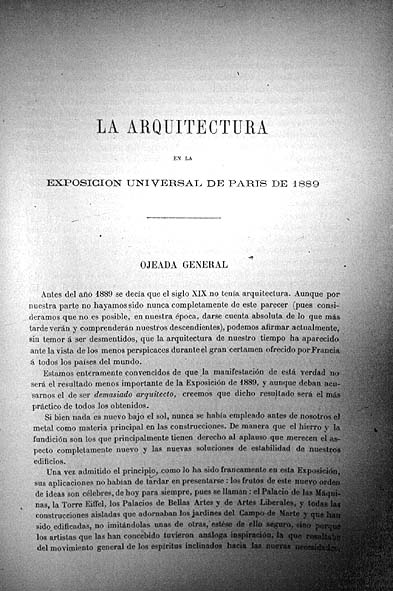 LA ARQUITECTURA
EN LA
EXPOSICION UNIVERSAL DE PARIS DE 1889
OJEADA GENERAL
Antes del año 1889 se decía que el siglo XIX no tenía arquitectura. Aunque por
nuestra parte no hayamos sido nunca completamente de este parecer (pues consi-
deramos que no es posible, en nuestra época, darse cuenta absoluta de lo que más
tarde verán y comprenderán nuestros descendientes), podemos afirmar actualmente,
sin temor á ser desmentidos, que la arquitectura de nuestro tiempo ha aparecido
ante la vista de los menos perspicaces durante el gran certamen ofrecido por Francia
á todos los países del mundo.
Estamos enteramente convencidos de que la manifestación de está verdad no
será el resultado menos importante de la Exposición de 1889, y aunque deban acu-
sarnos el de ser demasiado arquitecto, creemos que dicho resultado será el más
práctico de todos los obtenidos.
Si bien nada es nuevo bajo el sol, nunca se había empleado antes de nosotros el
metal como materia principal en las construcciones. De manera que el hierro y la
fundición son los que principalmente tienen derecho al aplauso que merecen el as-
pecto completamente nuevo y las nuevas soluciones de estabilidad de nuestros
edificios.
Una vez admitido el principio, como lo ha sido francamente en esta Exposición,
sus aplicaciones no habían de tardar en presentarse: los frutos de este nuevo orden
de ideas son célebres, de hoy para siempre, pues se llaman: el Palacio de las Máqui-
nas, la Torre Eiffel, los Palacios de Bellas Artes y de Artes Liberales, y todas las
construcciones aisladas que adornaban los jardines del Campo de Marte y que han
sido edificadas, no imitándolas unas de otras, estése de ello seguro, sino porque
los artistas que las han concebido tuvieron análoga inspiración, la que resultaba
del movimiento general de los espíritus inclinados hacia las nuevas necesidades,